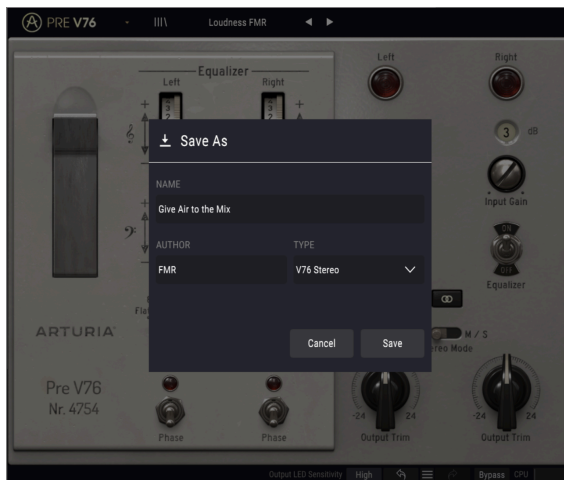 PRE V76
Loudness FMR
Equalizer
Left
Right
Left
Right
3 dB
Input Gain
ON
OFF
Equalizer
Save As
NAME
Give Air to the Mix
AUTHOR
TYPE
FMR
V76 Stereo
Cancel
Save
M / S
ARTURIA
Pre V76
Nr. 4754
Phase
Phase
-24 24
Output Trim
-24 24
Output Trim
Output LED Sensitivity High
Bypass CPU